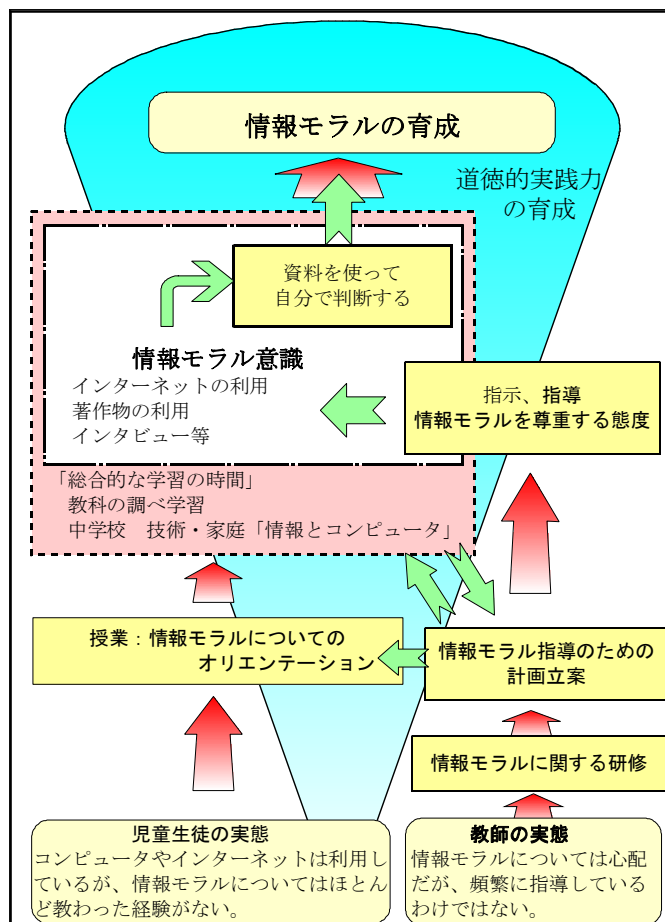 情報モラルの育成
道徳的実践力
の育成
資料を使って
自分で判断する
情報モラル意識
インターネットの利用
著作物の利用
インタビュー等
指示、指導
情報モラルを尊重する態度
「総合的な学習の時間」
教科の調べ学習
中学校　技術・家庭「情報とコンピュータ」
授業：情報モラルについての
オリエンテーション
情報モラル指導のための
計画立案
情報モラルに関する研修
児童生徒の実態
コンピュータやインターネットは利用し
ているが、情報モラルについてはほとん
ど教わった経験がない。
教師の実態
情報モラルについては心配
だが、頻繁に指導している
わけではない。